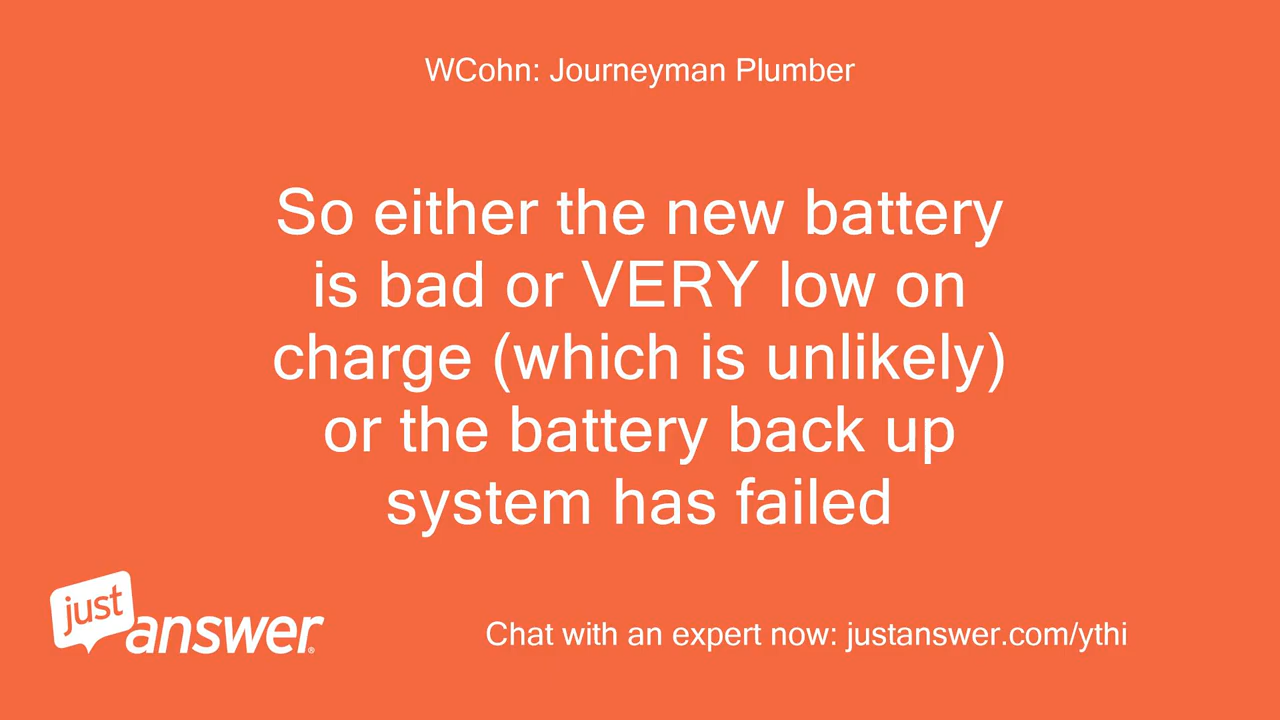 WCohn: Journeyman Plumber
So either the new battery
is bad or VERY low on
charge (which is unlikely)
or the battery back up
system has failed
just
answer®
Chat with an expert now: justanswer.com/ythi